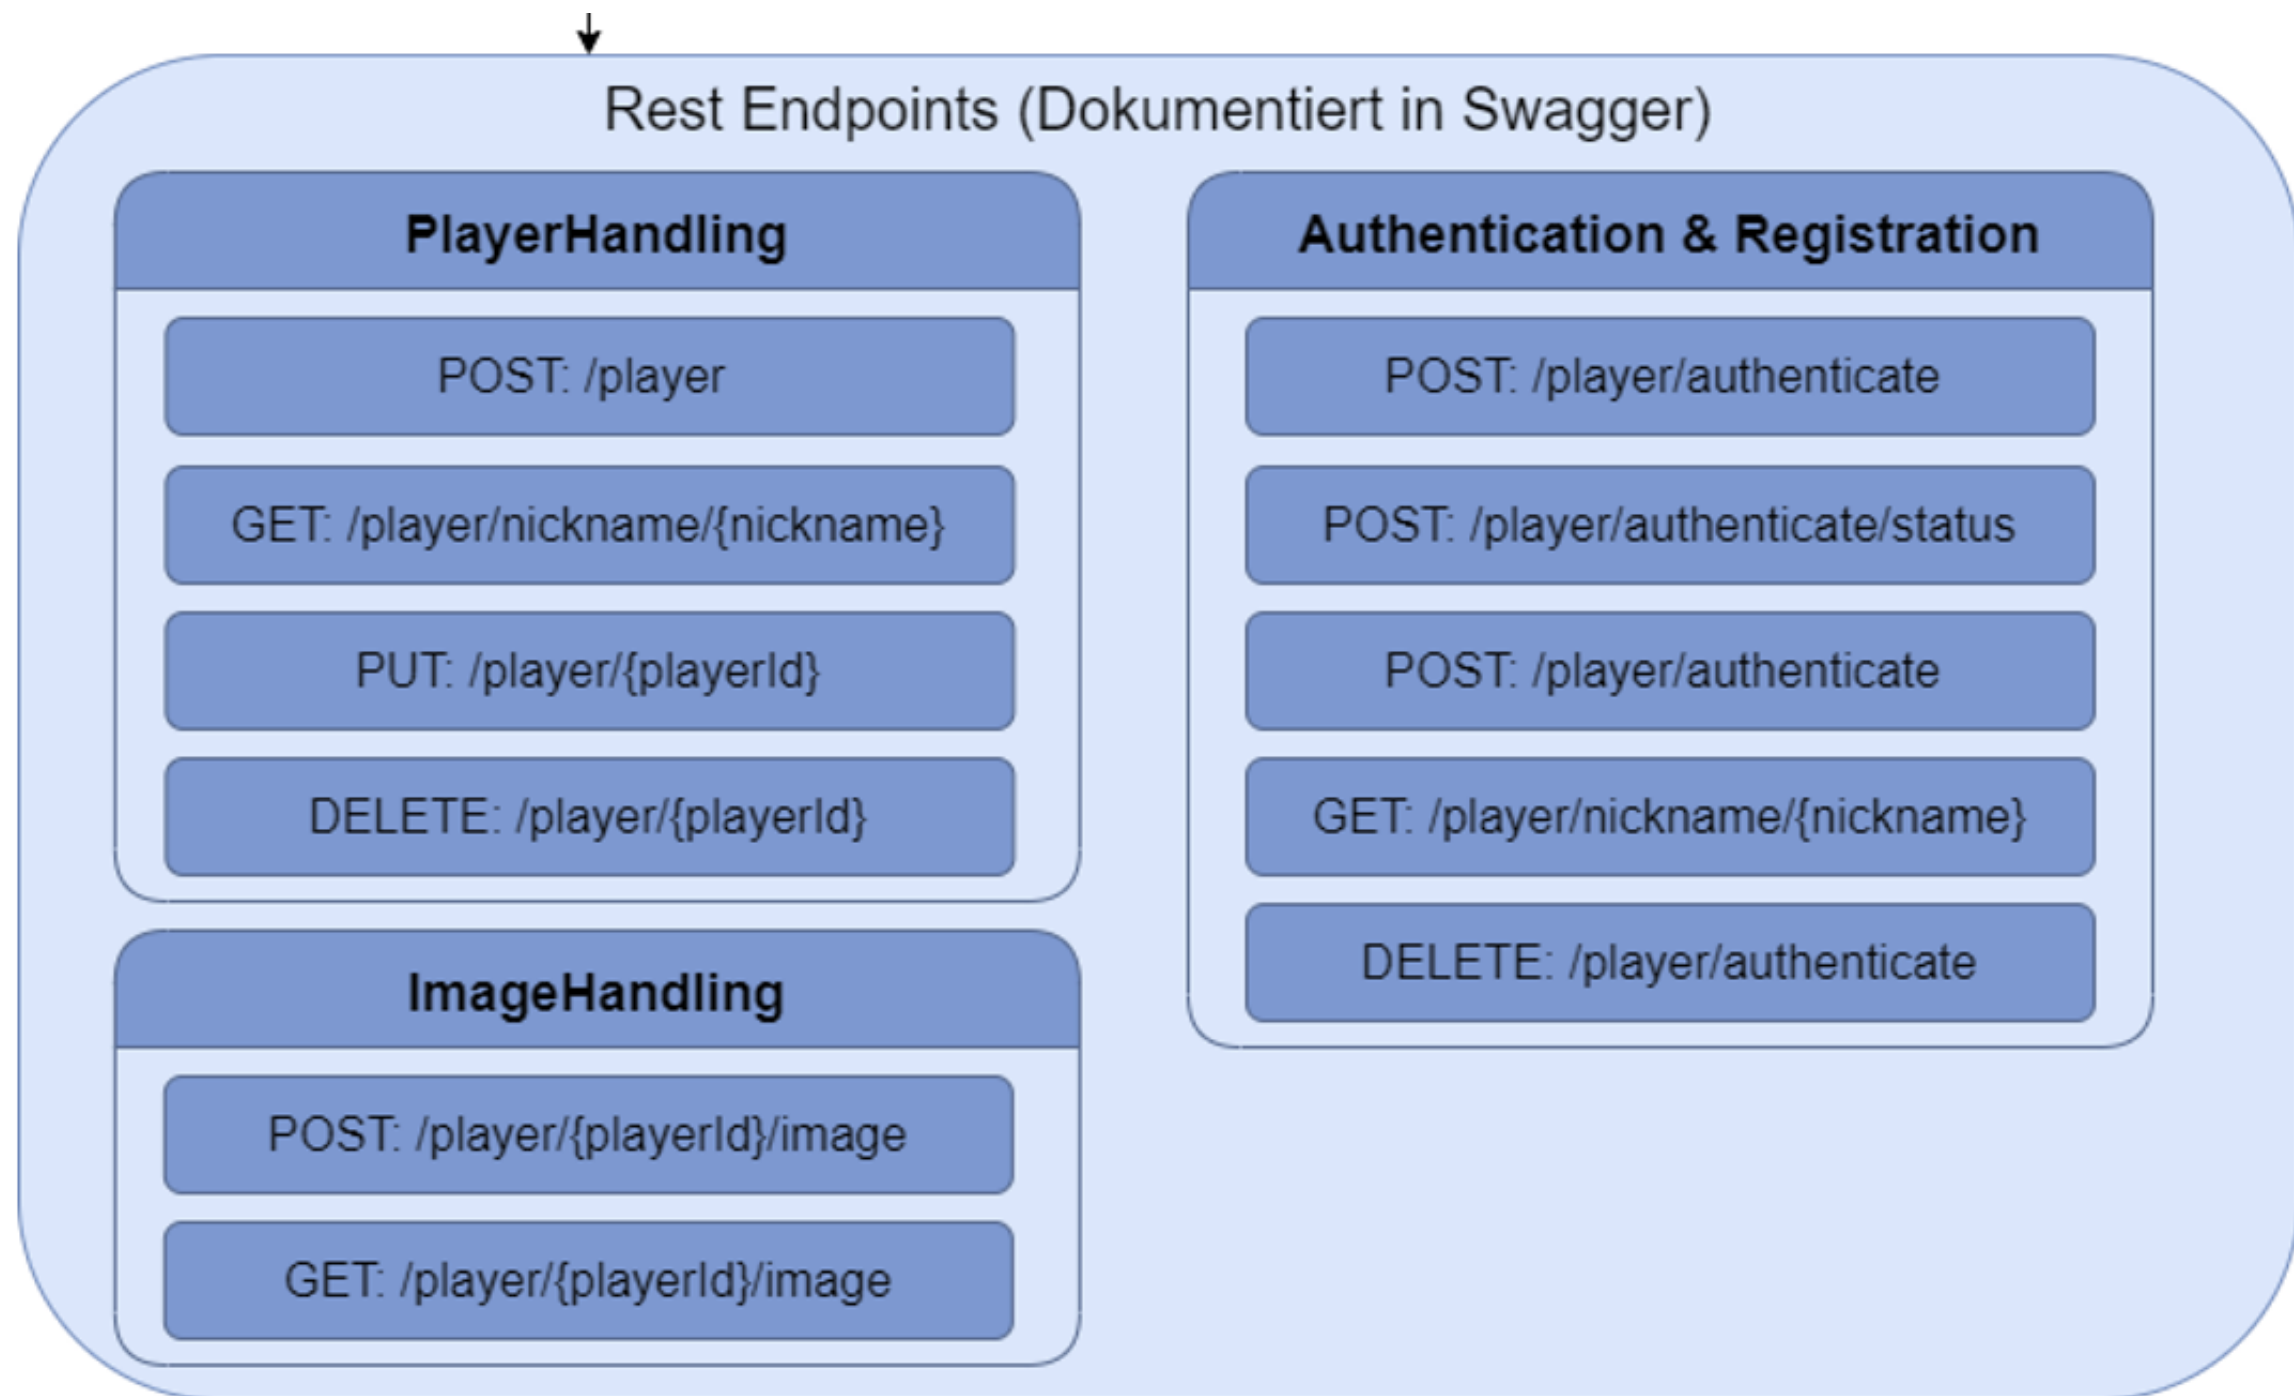 Rest Endpoints (Dokumentiert in Swagger)
PlayerHandling
POST: /player
GET: /player/nickname/{nickname}
PUT: /player/{playerId}
DELETE: /player/{playerId}
ImageHandling
POST: /player/{playerId}/image
GET: /player/{playerId}/image
Authentication & Registration
POST: /player/authenticate
POST: /player/authenticate/status
POST: /player/authenticate
GET: /player/nickname/{nickname}
DELETE: /player/authenticate